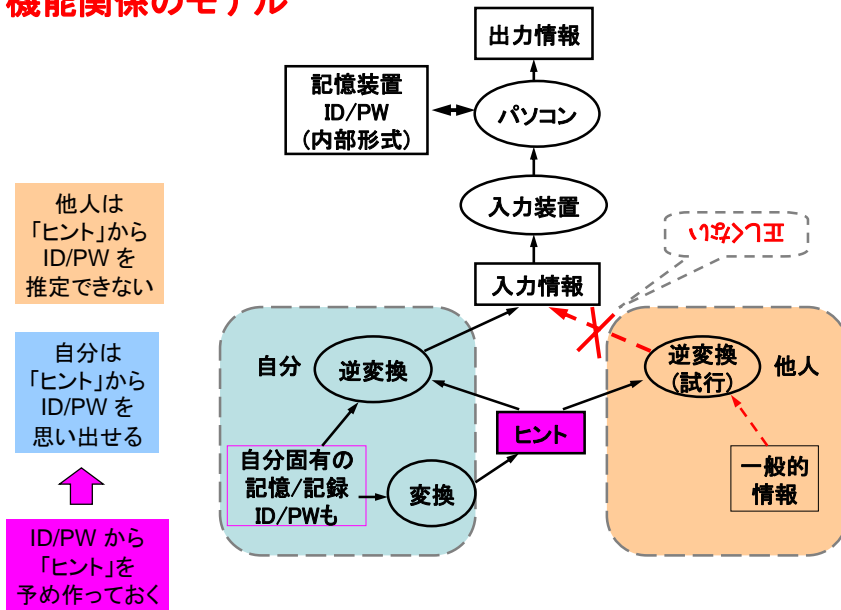 機能関係のモデル
出力情報
記憶装置
ID/PW
(内部形式)
パソコン
入力装置
他人は
「ヒント」から
ID/PW を
推定できない
正しくない
入力情報
自分は
「ヒント」から
ID/PW を
思い出せる
自分
逆変換
逆変換
(試行)
他人
ヒント
自分固有の
記憶/記録
ID/PWも
変換
一般的
情報
ID/PW から
「ヒント」を
予め作っておく